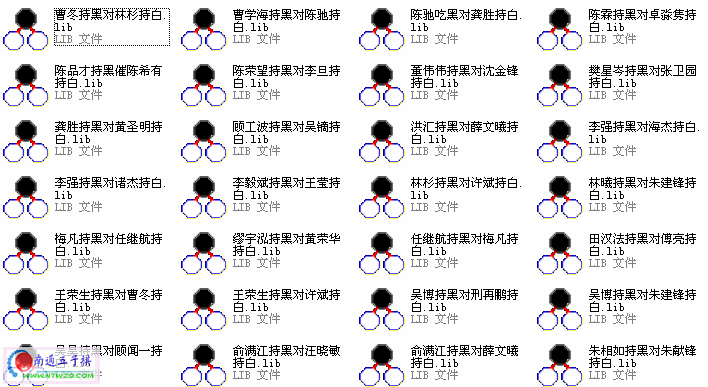 曹冬持黑对林杉持白.
lib
LIB 文件
曹学海持黑对陈驰持
白.lib
LIB 文件
陈驰吃黑对龚胜持白.
lib
LIB 文件
陈霖持黑对卓淼隽持
白.lib
LIB 文件
陈品才持黑催陈希有
持白.lib
LIB 文件
陈荣望持黑对李旦持
白.lib
LIB 文件
董伟伟持黑对沈金锋
持白.lib
LIB 文件
樊星岑持黑对张卫园
持白.lib
LIB 文件
龚胜持黑对黄圣明持
白.lib
LIB 文件
顾工波持黑对吴镝持
白.lib
LIB 文件
洪汇持黑对薛文曦持
白.lib
LIB 文件
李强持黑对海杰持白.
lib
LIB 文件
李强持黑对诸杰持白.
lib
LIB 文件
李毅斌持黑对王莹持
白.lib
LIB 文件
林杉持黑对许斌持白.
lib
LIB 文件
林曦持黑对朱建锋持
白.lib
LIB 文件
梅凡持黑对任继航持
白.lib
LIB 文件
缪宇泓持黑对黄荣华
持白.lib
LIB 文件
任继航持黑对梅凡持
白.lib
LIB 文件
田汉法持黑对傅亮持
白.lib
LIB 文件
王荣生持黑对曹冬持
白.lib
LIB 文件
王荣生持黑对许斌持
白.lib
LIB 文件
吴博持黑对刑再鹏持
白.lib
LIB 文件
吴博持黑对朱建锋持
白.lib
LIB 文件
持黑对顾闻一持
南通五子棋
WWW.NTWZQ.COM
俞满江持黑对汪晓敏
持白.lib
LIB 文件
俞满江持黑对薛文曦
持白.lib
LIB 文件
朱相如持黑对朱献锋
持白.lib
LIB 文件